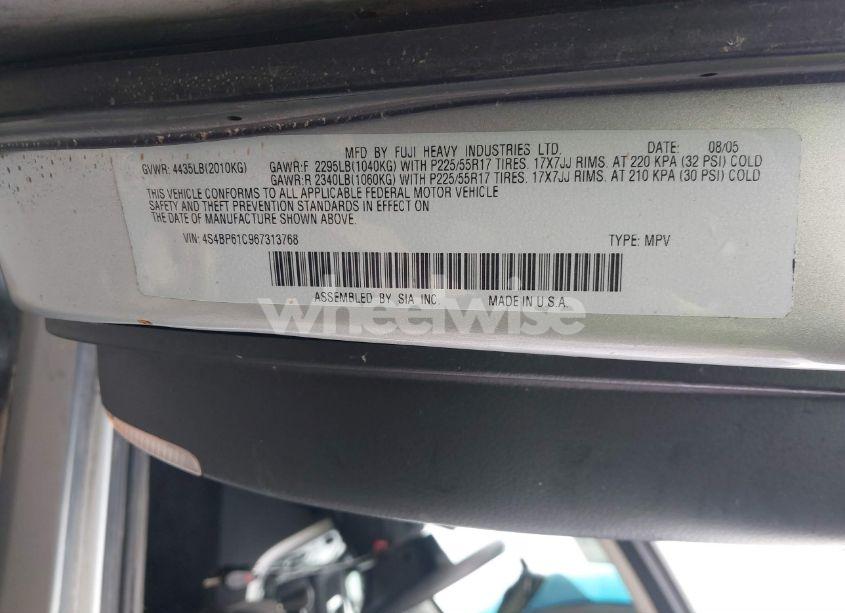 MFD BY FUJI HEAVY INDUSTRIES LTD. DATE: 08/05
GVWR: 4435LB(2010KG) GAWR:F 2295LB(1040KG) WITH P225/55R17 TIRES. 17X7JJ RIMS. AT 220 KPA (32 PSI) COLD
GAWR:R 2340LB(1060KG) WITH P225/55R17 TIRES. 17X7JJ RIMS. AT 210 KPA (30 PSI) COLD
THIS VEHICLE CONFORMS TO ALL APPLICABLE FEDERAL MOTOR VEHICLE
SAFETY AND THEFT PREVENTION STANDARDS IN EFFECT ON
THE DATE OF MANUFACTURE SHOWN ABOVE.
VIN: 4S4BP61C967313768 TYPE: MPV
ASSEMBLED BY SIA INC. MADE IN U.S.A.
wheelwise